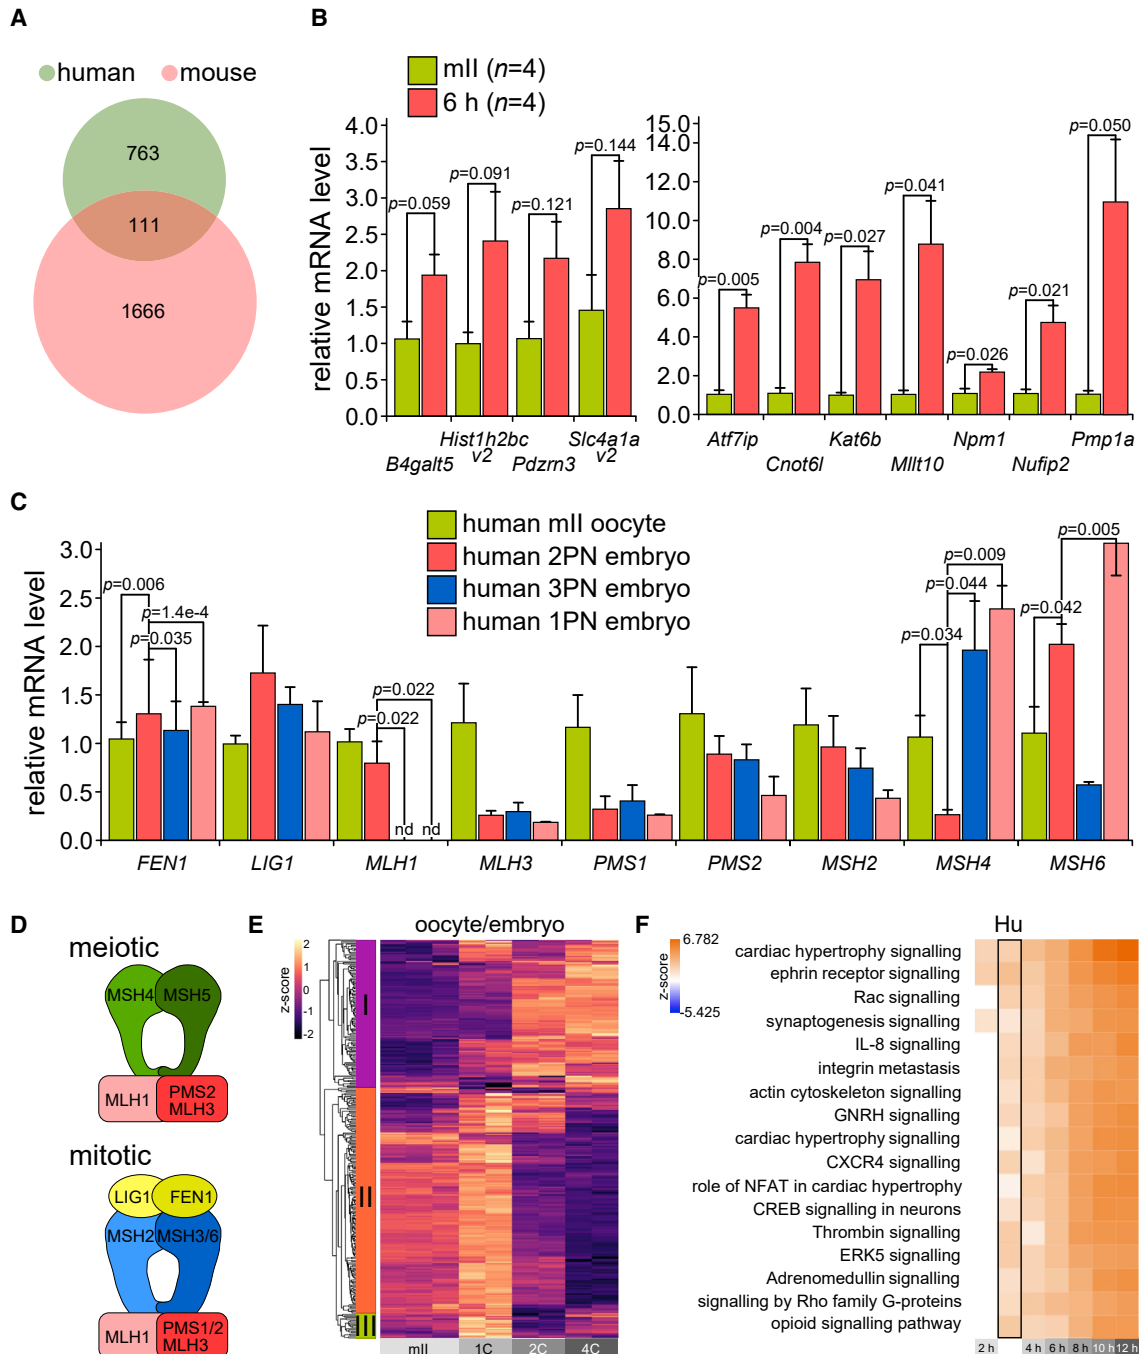 A
human mouse
763
111
1666
B
mII (n=4)
6 h (n=4)
relative mRNA level
4.0
3.5
3.0
2.5
2.0
1.5
1.0
0.5
0.0
p=0.059
p=0.091
p=0.121
p=0.144
B4galt5
Hist1h2bc
v2
Pdzrn3
Slc4a1a
v2
15.0
14.0
12.0
10.0
8.0
6.0
4.0
2.0
0.0
p=0.005
p=0.004
p=0.027
p=0.041
p=0.026
p=0.021
p=0.050
Atf7ip
Cnot6l
Kat6b
Mllt10
Npm1
Nufip2
Pmp1a
C
human mII oocyte
human 2PN embryo
human 3PN embryo
human 1PN embryo
relative mRNA level
3.0
2.5
2.0
1.5
1.0
0.5
0.0
p=0.006
p=1.4e-4
p=0.035
p=0.022
p=0.022
nd nd
p=0.009
p=0.044
p=0.034
p=0.005
p=0.042
FEN1 LIG1 MLH1 MLH3 PMS1 PMS2 MSH2 MSH4 MSH6
D
meiotic
MSH4 MSH5
MLH1 PMS2
MLH3
mitotic
LIG1 FEN1
MSH2 MSH3/6
MLH1 PMS1/2
MLH3
E
oocyte/embryo
z-score
2
1
0
-1
-2
I
II
III
mII 1C 2C 4C
F
Hu
z-score
6.782
-5.425
cardiac hypertrophy signalling
ephrin receptor signalling
Rac signalling
synaptogenesis signalling
IL-8 signalling
integrin metastasis
actin cytoskeleton signalling
GNRH signalling
cardiac hypertrophy signalling
CXCR4 signalling
role of NFAT in cardiac hypertrophy
CREB signalling in neurons
Thrombin signalling
ERK5 signalling
Adrenomedullin signalling
signalling by Rho family G-proteins
opioid signalling pathway
2 h 4 h 6 h 8 h 10 h 12 h